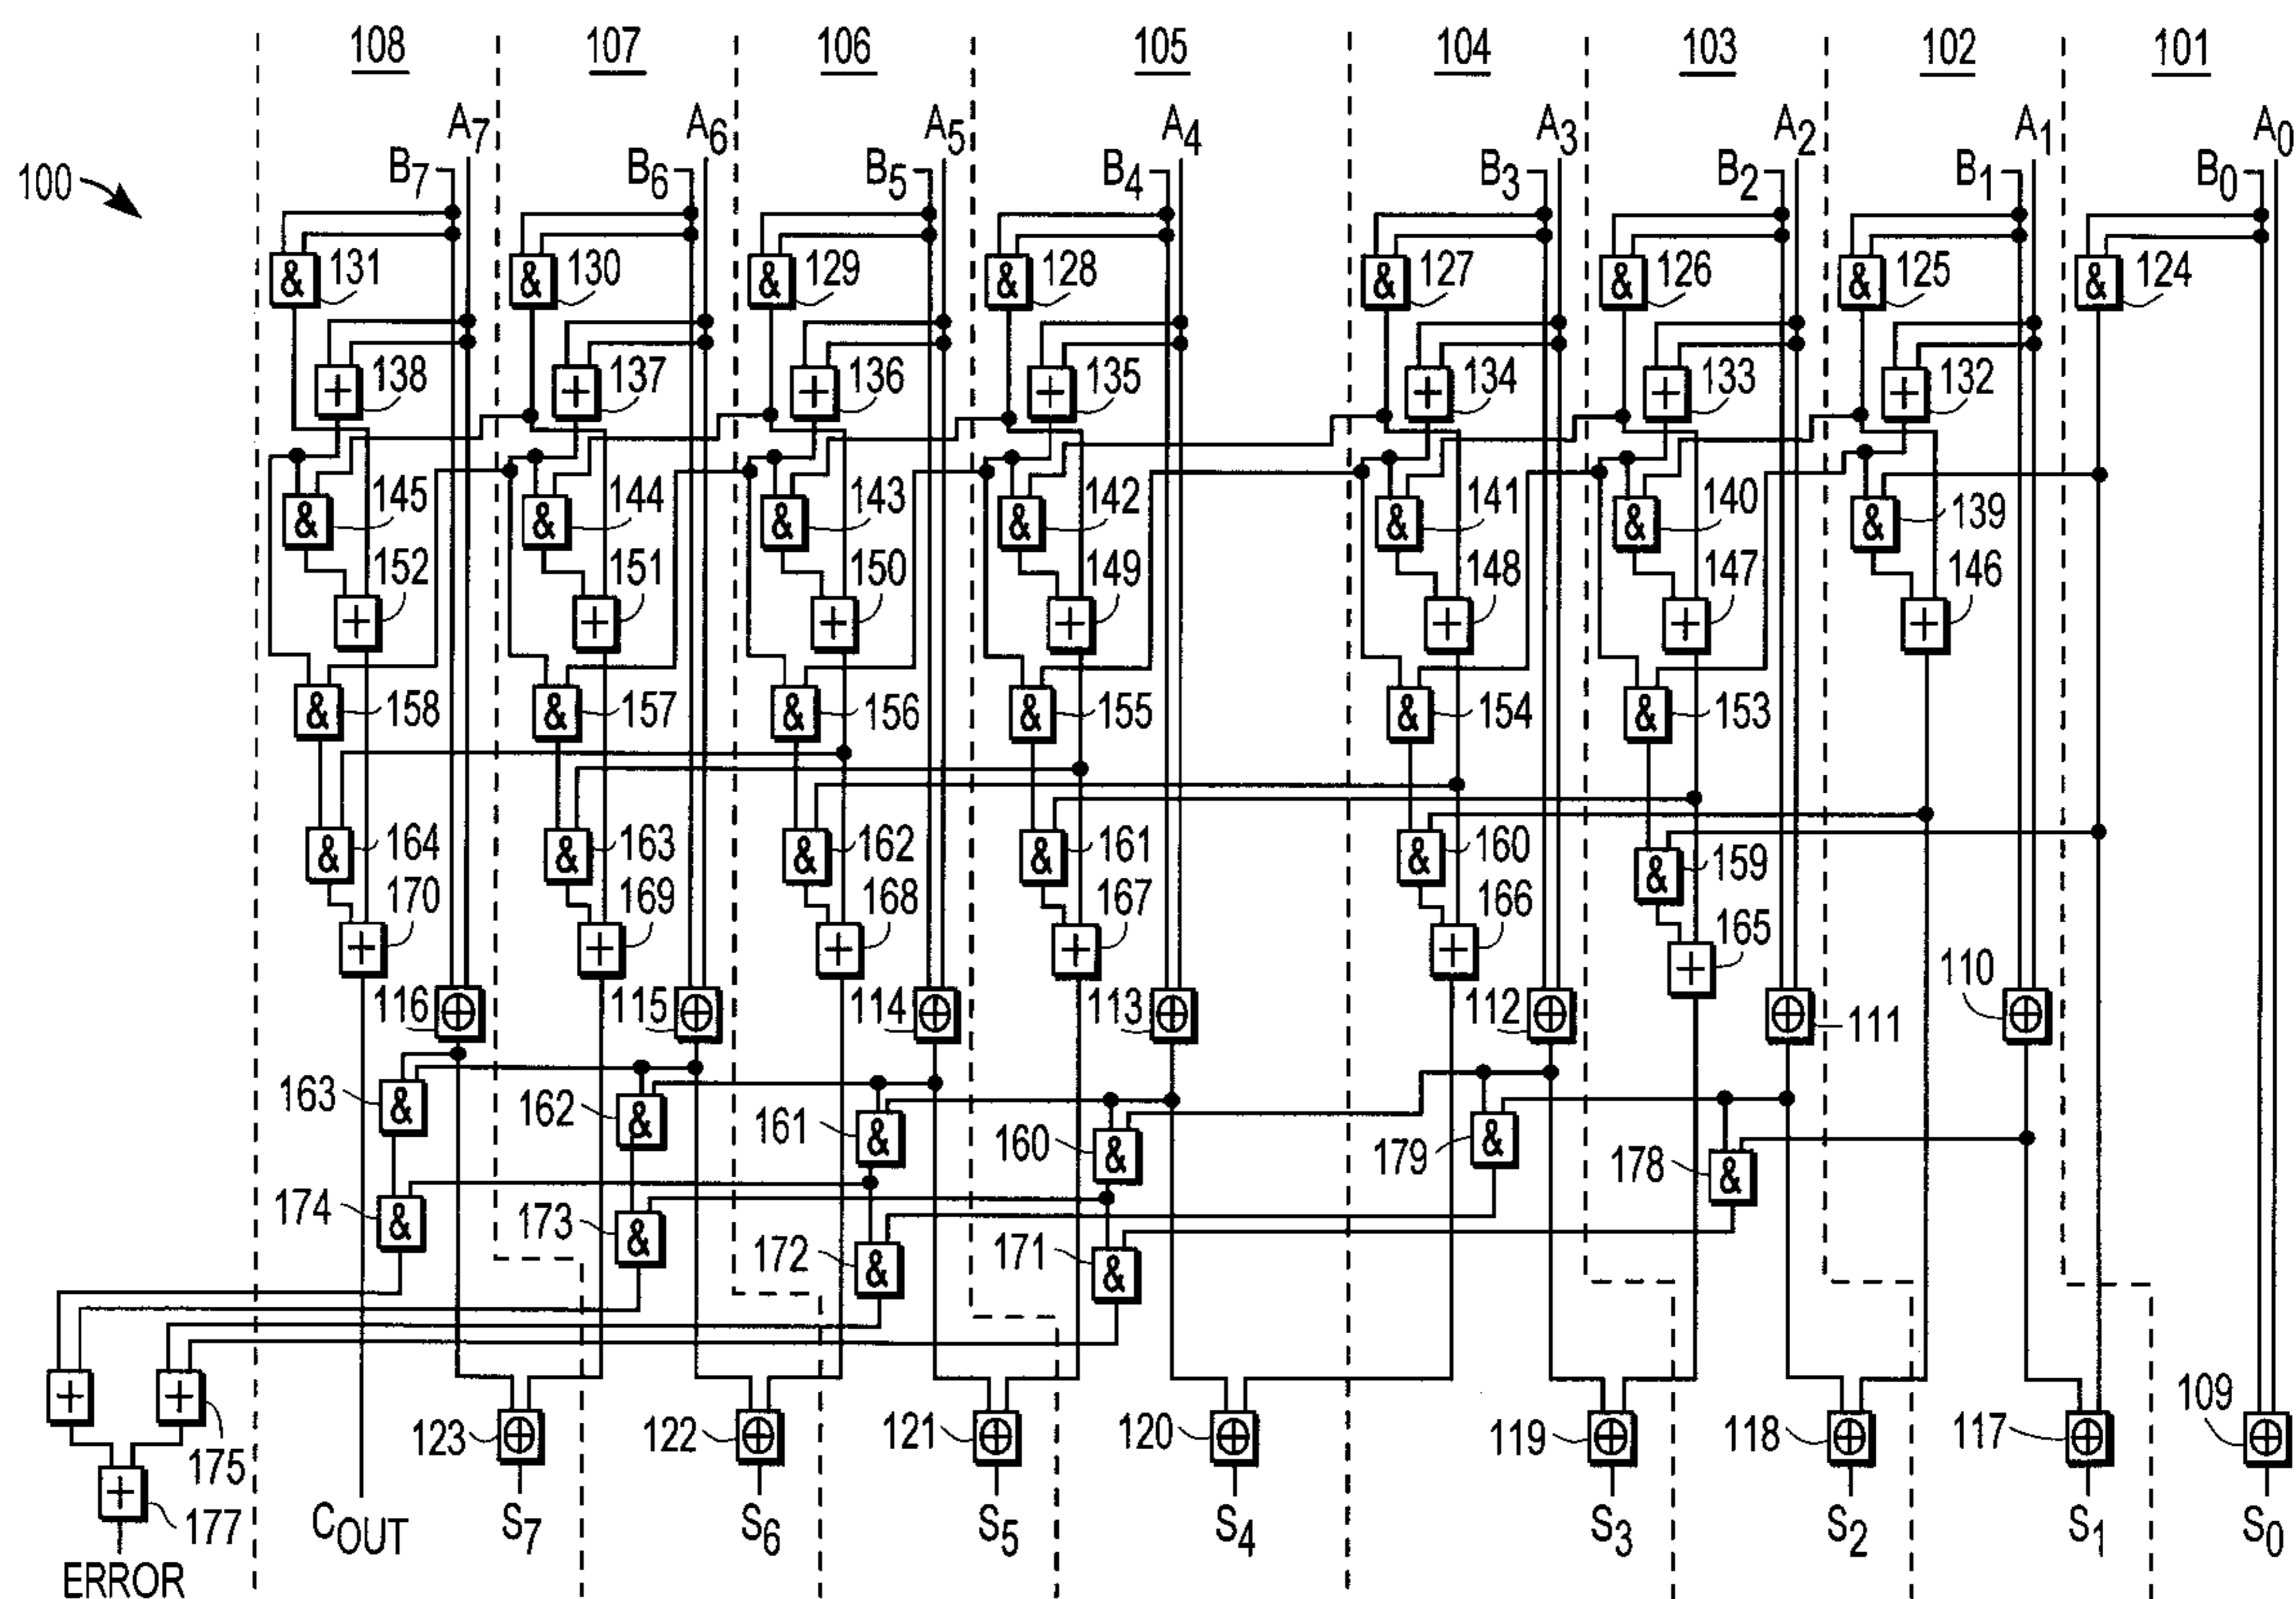 108 107 106 105 104 103 102 101
A7 A6 A5 A4 A3 A2 A1 A0
100 B7 B6 B5 B4 B3 B2 B1 B0
& 131 & 130 & 129 & 128 & 127 & 126 & 125 & 124
+ 138 + 137 + 136 + 135 + 134 + 133 + 132
& 145 & 144 & 143 & 142 & 141 & 140 & 139
+ 152 + 151 + 150 + 149 + 148 + 147 + 146
& 158 & 157 & 156 & 155 & 154 & 153
& 164 & 163 & 162 & 161 & 160 & 159
+ 170 + 169 + 168 + 167 + 166 + 165
116 ⊕ 115 ⊕ 114 ⊕ 113 ⊕ 112 ⊕ ⊕ 111 110 ⊕
163 & 162 & 161 & 160 & 179 & 178 &
174 & 173 & 172 & 171 &
+ + 175 123 ⊕ 122 ⊕ 121 ⊕ 120 ⊕ 119 ⊕ 118 ⊕ 117 ⊕ 109 ⊕
+ 177
COUT S7 S6 S5 S4 S3 S2 S1 S0
ERROR